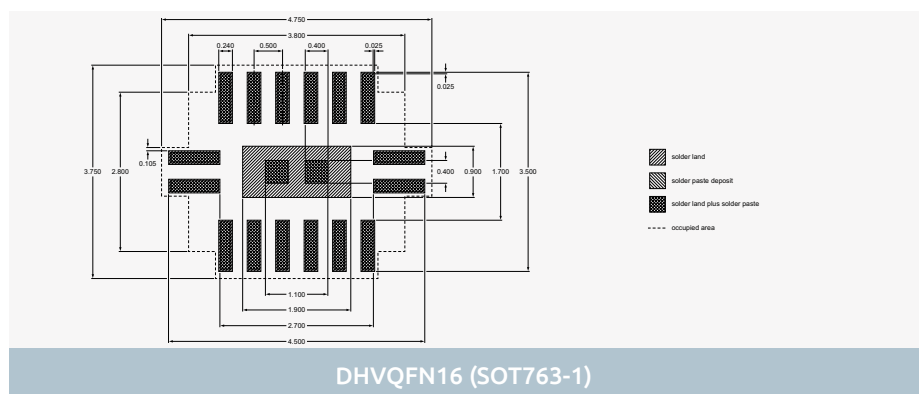 4.750
3.800
0.240 0.500 0.400 0.025
0.025
0.105
3.750 2.800 0.400 0.900 1.700 3.500
solder land
solder paste deposit
solder land plus solder paste
occupied area
1.100
1.900
2.700
4.500
DHVQFN16 (SOT763-1)